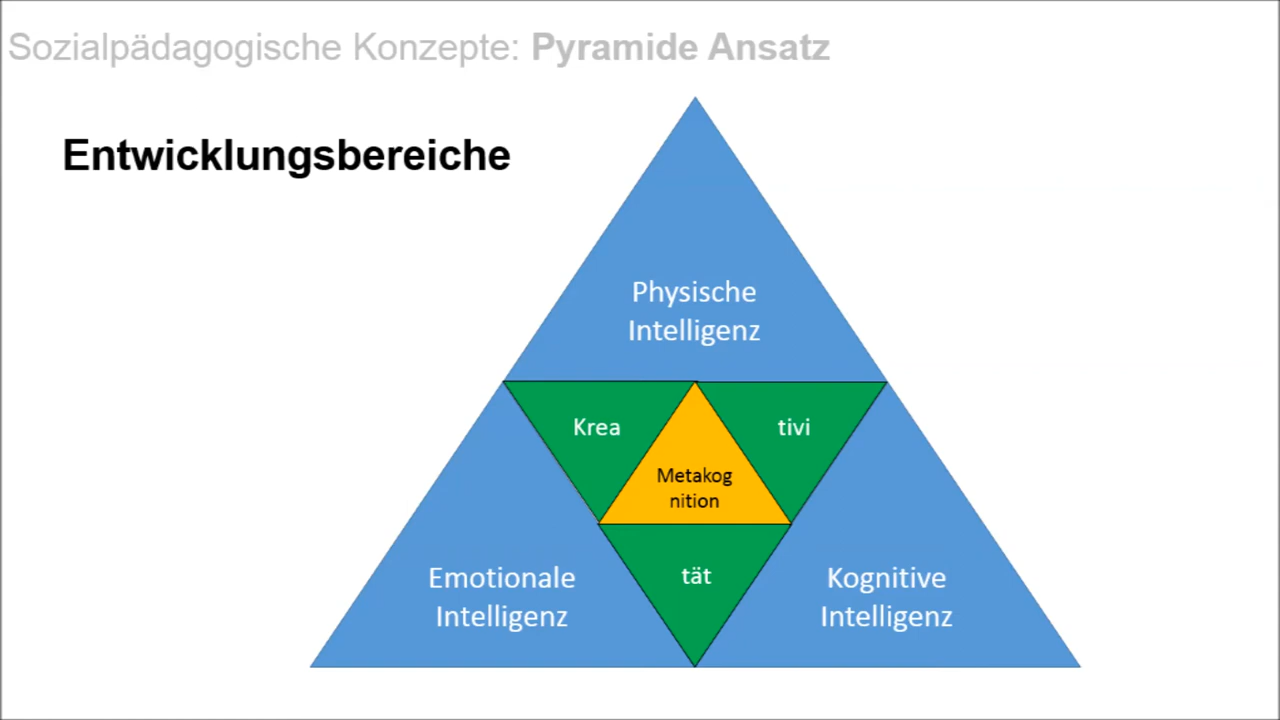 Sozialpädagogische Konzepte: Pyramide Ansatz
Entwicklungsbereiche
Physische
Intelligenz
Krea
tivi
Metakog
nition
tät
Emotionale
Intelligenz
Kognitive
Intelligenz